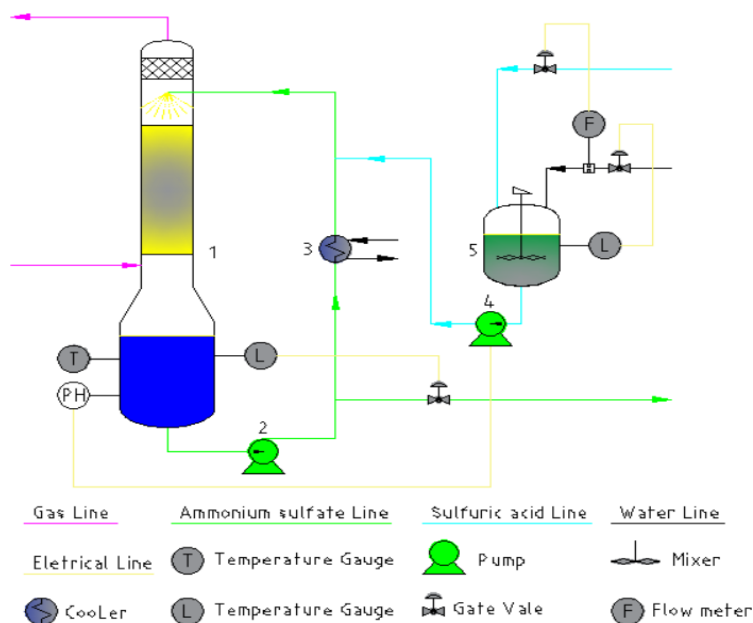 F
1
3
5
L
4
T
L
PH
2
Gas Line
Ammonium sulfate Line
Sulfuric acid Line
Water Line
Eletrical Line
T
Temperature Gauge
Pump
Mixer
CooLer
L
Temperature Gauge
Gate Vale
F
Flow meter